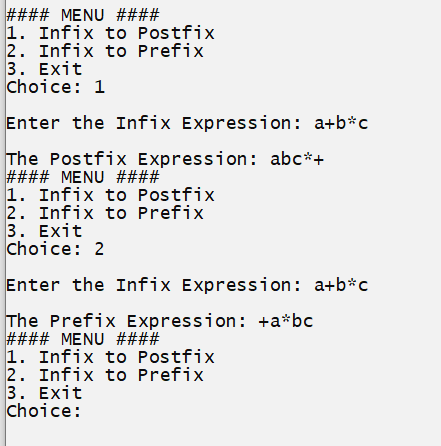 #### MENU ####
1. Infix to Postfix
2. Infix to Prefix
3. Exit
Choice: 1
Enter the Infix Expression: a+b*c
The Postfix Expression: abc*+
#### MENU ####
1. Infix to Postfix
2. Infix to Prefix
3. Exit
Choice: 2
Enter the Infix Expression: a+b*c
The Prefix Expression: +a*bc
#### MENU ####
1. Infix to Postfix
2. Infix to Prefix
3. Exit
Choice: